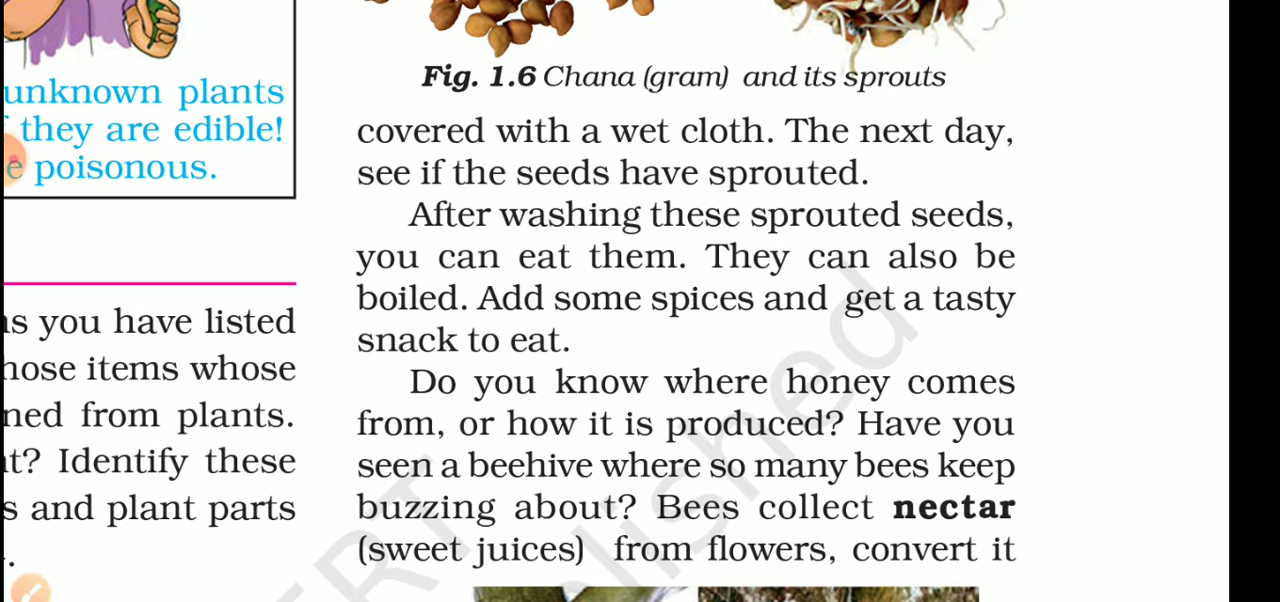 unknown plants
they are edible!
poisonous.
you have listed
items whose
from plants.
Identify these
and plant parts
Fig. 1.6 Chana (gram) and its sprouts
covered with a wet cloth. The next day,
see if the seeds have sprouted.
After washing these sprouted seeds,
you can eat them. They can also be
boiled. Add some spices and get a tasty
snack to eat.
Do you know where honey comes
from, or how it is produced? Have you
seen a beehive where so many bees keep
buzzing about? Bees collect nectar
(sweet juices) from flowers, convert it